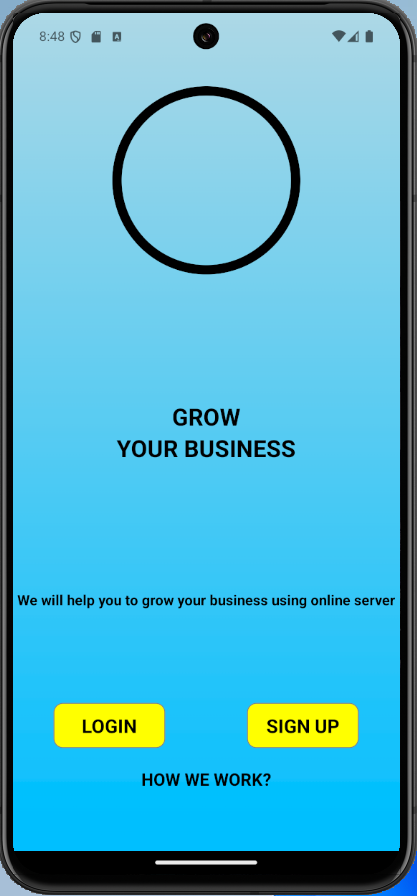 8:48
GROW
YOUR BUSINESS
We will help you to grow your business using online server
LOGIN
SIGN UP
HOW WE WORK?